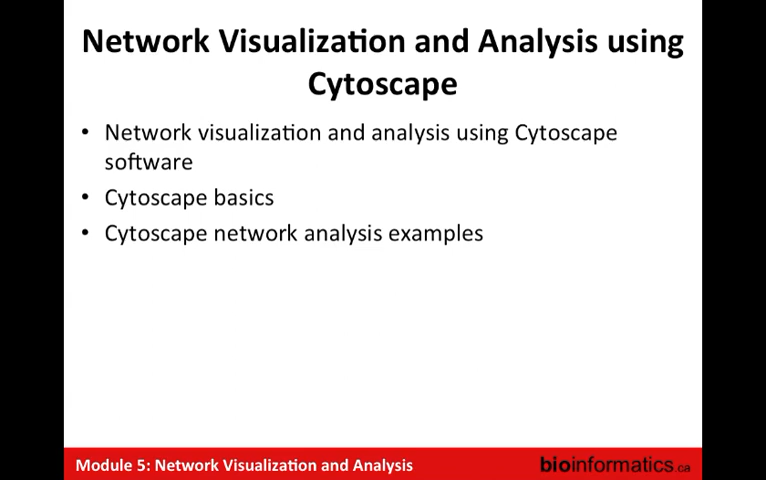 Network Visualization and Analysis using
Cytoscape
• Network visualization and analysis using Cytoscape
software
• Cytoscape basics
• Cytoscape network analysis examples
Module 5: Network Visualization and Analysis
bioinformatics.ca